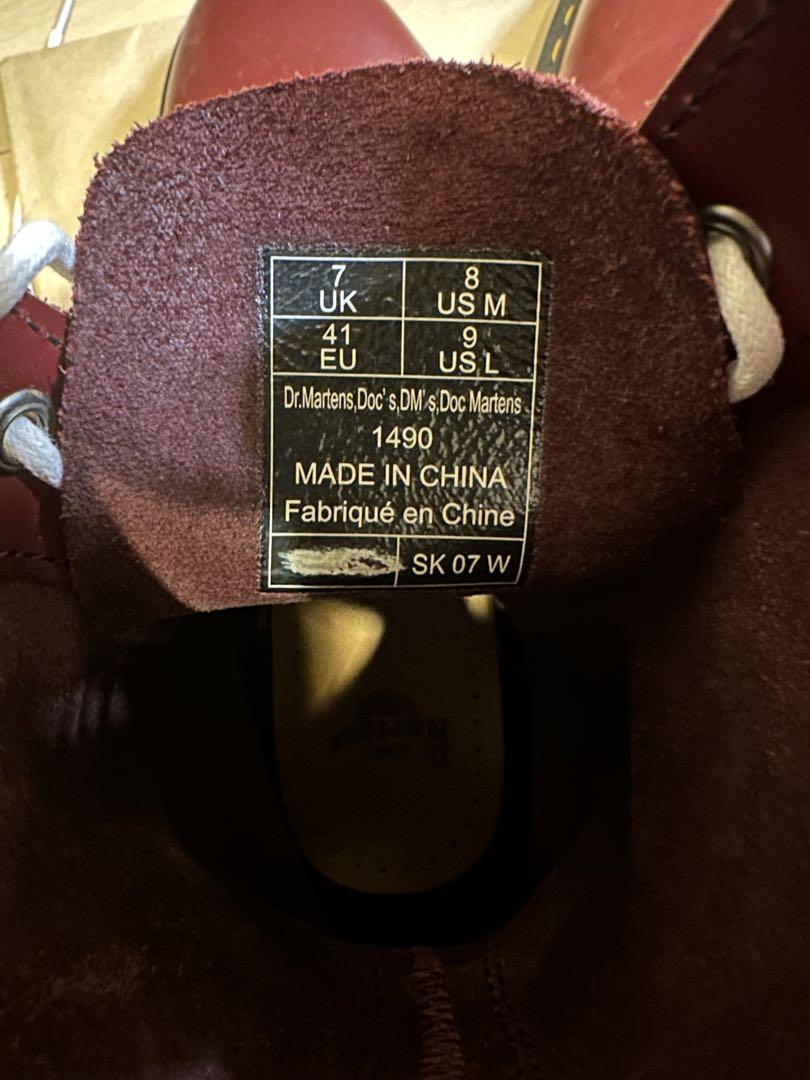 7 UK 8 US M
41 EU 9 US L
Dr.Martens,Doc's,DM's,Doc Martens
1490
MADE IN CHINA
Fabriqué en Chine
SK 07 W